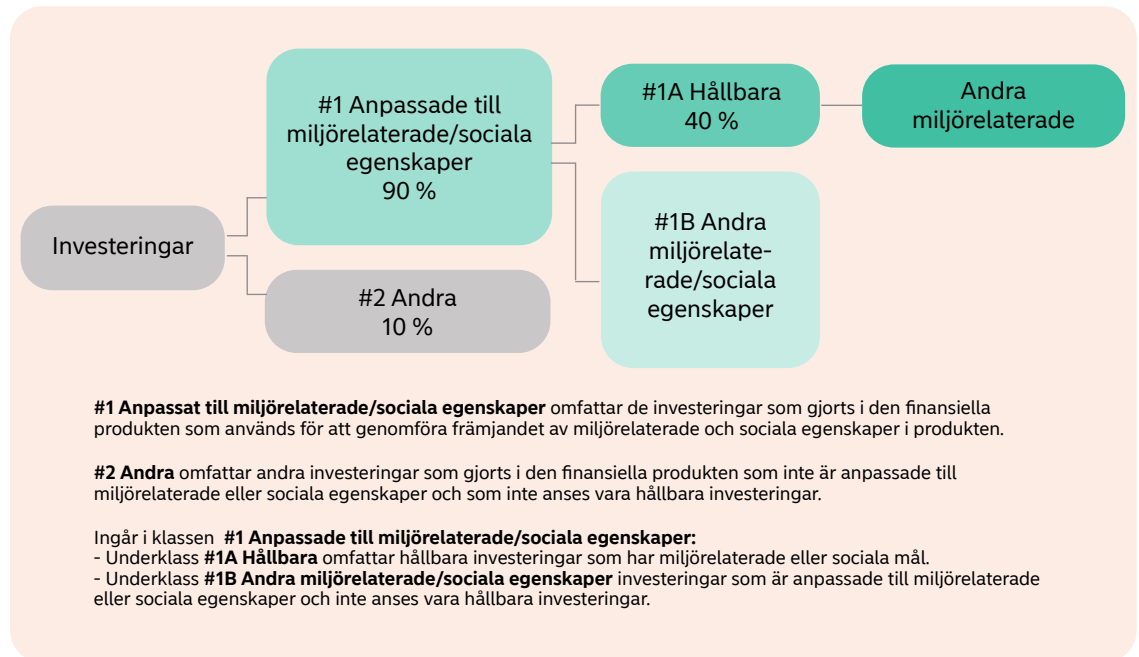 #1 Anpassade till
miljörelaterade/sociala
egenskaper
90 %
#1A Hållbara
40 %
Andra
miljörelaterade
Investeringar
#1B Andra
miljörelate-
rade/sociala
egenskaper
#2 Andra
10 %
#1 Anpassat till miljörelaterade/sociala egenskaper omfattar de investeringar som gjorts i den finansiella
produkten som används för att genomföra främjandet av miljörelaterade och sociala egenskaper i produkten.
#2 Andra omfattar andra investeringar som gjorts i den finansiella produkten som inte är anpassade till
miljörelaterade eller sociala egenskaper och som inte anses vara hållbara investeringar.
Ingår i klassen #1 Anpassade till miljörelaterade/sociala egenskaper:
- Underklass #1A Hållbara omfattar hållbara investeringar som har miljörelaterade eller sociala mål.
- Underklass #1B Andra miljörelaterade/sociala egenskaper investeringar som är anpassade till miljörelaterade
eller sociala egenskaper och inte anses vara hållbara investeringar.